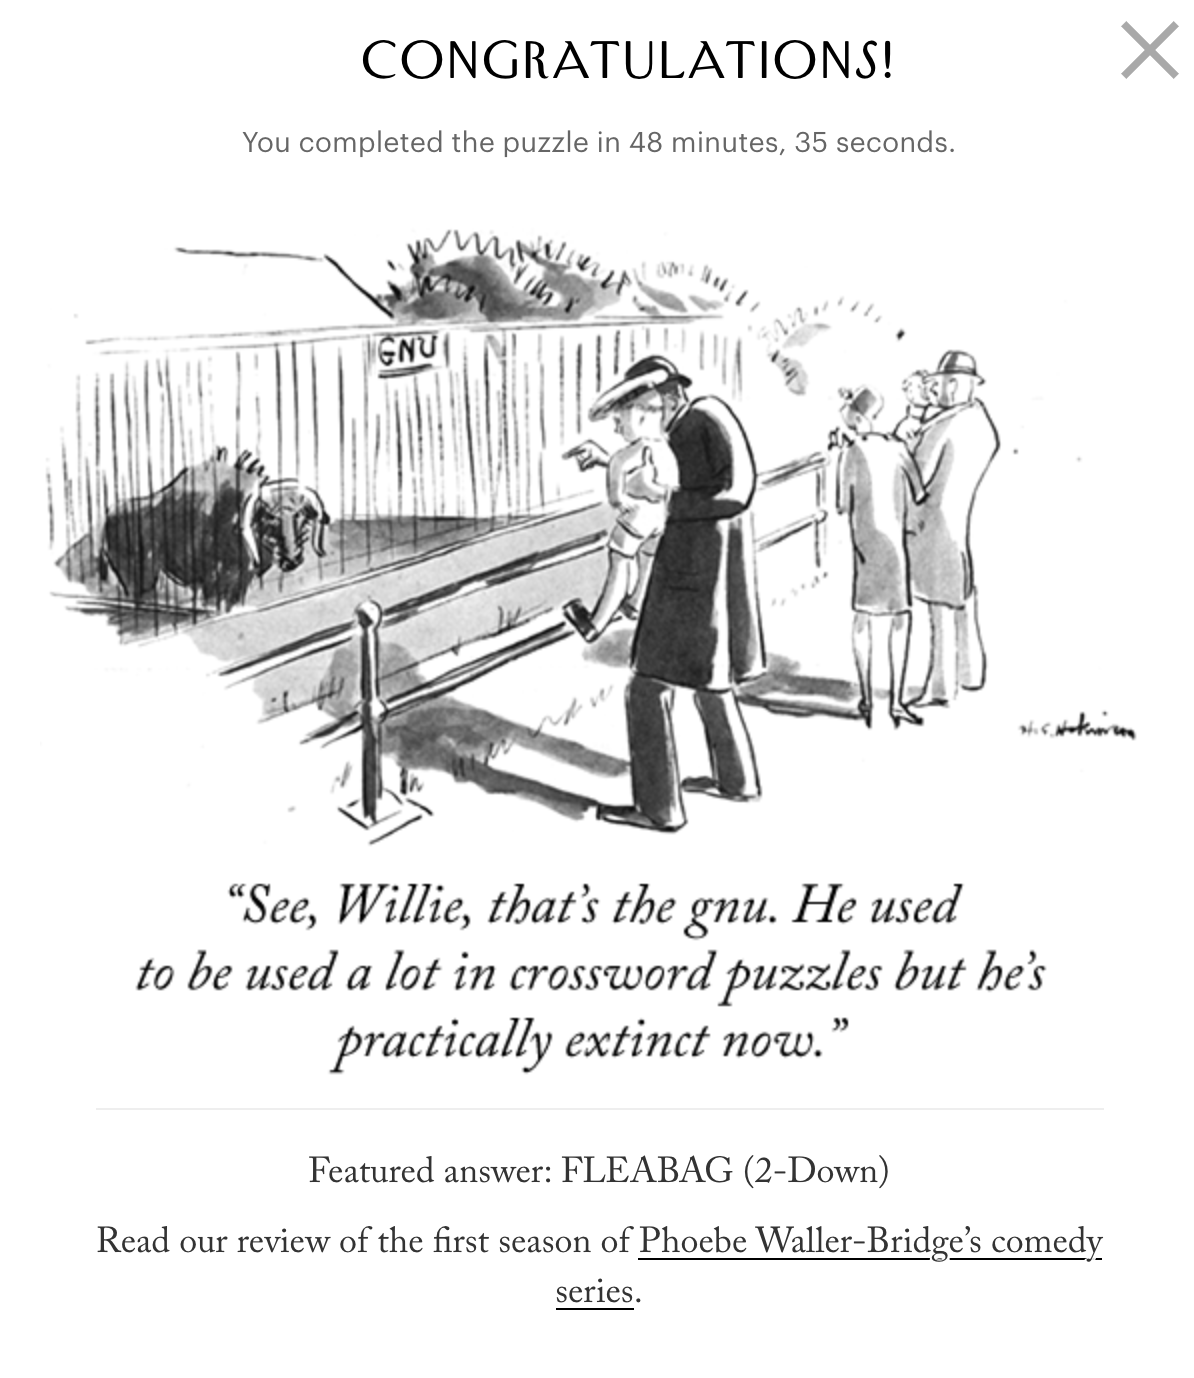 CONGRATULATIONS!
You completed the puzzle in 48 minutes, 35 seconds.
GNU
“See, Willie, that’s the gnu. He used
to be used a lot in crossword puzzles but he’s
practically extinct now.”
Featured answer: FLEABAG (2-Down)
Read our review of the first season of Phoebe Waller-Bridge’s comedy
series.